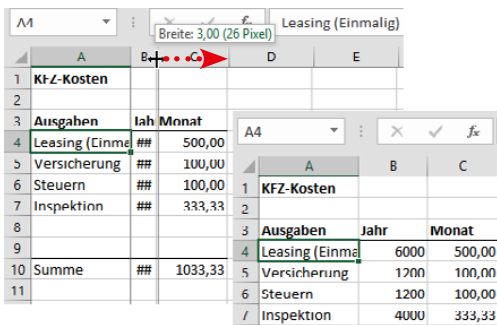 A4 fx Leasing (Einmalig)
Breite: 3,00 (26 Pixel)
A B C D E
1 KFZ-Kosten
2
3 Ausgaben Jah Monat
4 Leasing (Einma ## 500,00
5 Versicherung ## 100,00
6 Steuern ## 100,00
7 Inspektion ## 333,33
8
9
10 Summe ## 1033,33
11
A4 fx
A B C
1 KFZ-Kosten
2
3 Ausgaben Jahr Monat
4 Leasing (Einma 6000 500,00
5 Versicherung 1200 100,00
6 Steuern 1200 100,00
7 Inspektion 4000 333,33